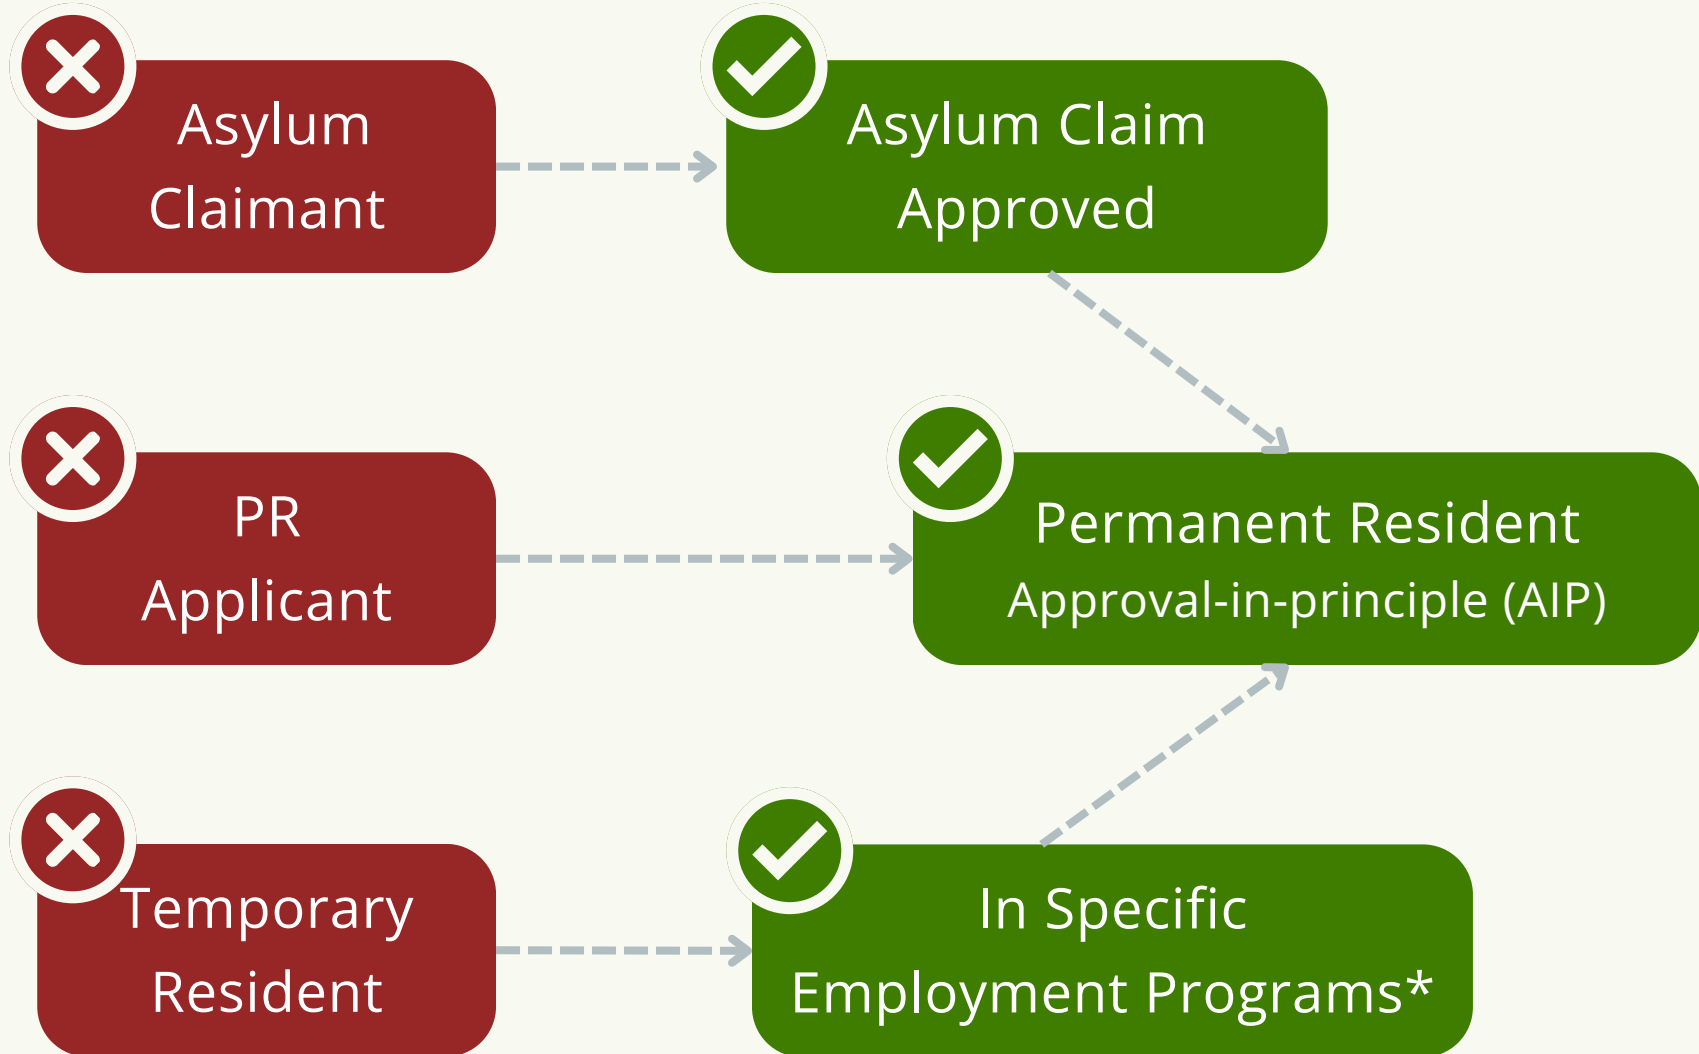 Asylum
Claimant
Asylum Claim
Approved
PR
Applicant
Permanent Resident
Approval-in-principle (AIP)
Temporary
Resident
In Specific
Employment Programs*